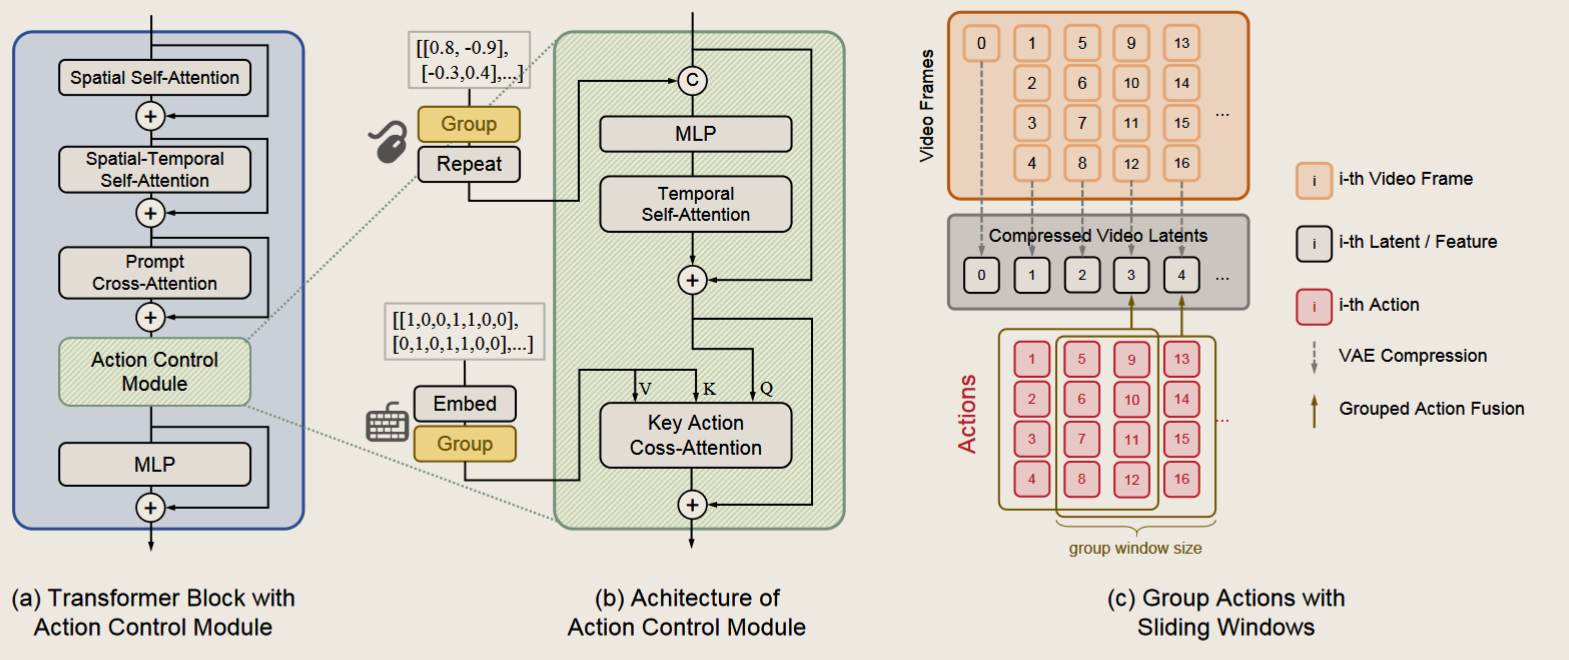 Spatial Self-Attention
+
Spatial-Temporal
Self-Attention
+
Prompt
Cross-Attention
+
Action Control
Module
MLP
+
(a) Transformer Block with
Action Control Module
[[0.8, -0.9],
[-0.3,0.4],...]
Group
Repeat
[[1,0,0,1,1,0,0],
[0,1,0,1,1,0,0],...]
Embed
Group
C
MLP
Temporal
Self-Attention
+
V K Q
Key Action
Coss-Attention
+
(b) Achitecture of
Action Control Module
Video Frames
0 1 5 9 13
2 6 10 14
3 7 11 15 ...
4 8 12 16
Compressed Video Latents
0 1 2 3 4 ...
Actions
1 5 9 13
2 6 10 14
3 7 11 15 ...
4 8 12 16
group window size
(c) Group Actions with
Sliding Windows
i i-th Video Frame
i i-th Latent / Feature
i i-th Action
VAE Compression
Grouped Action Fusion